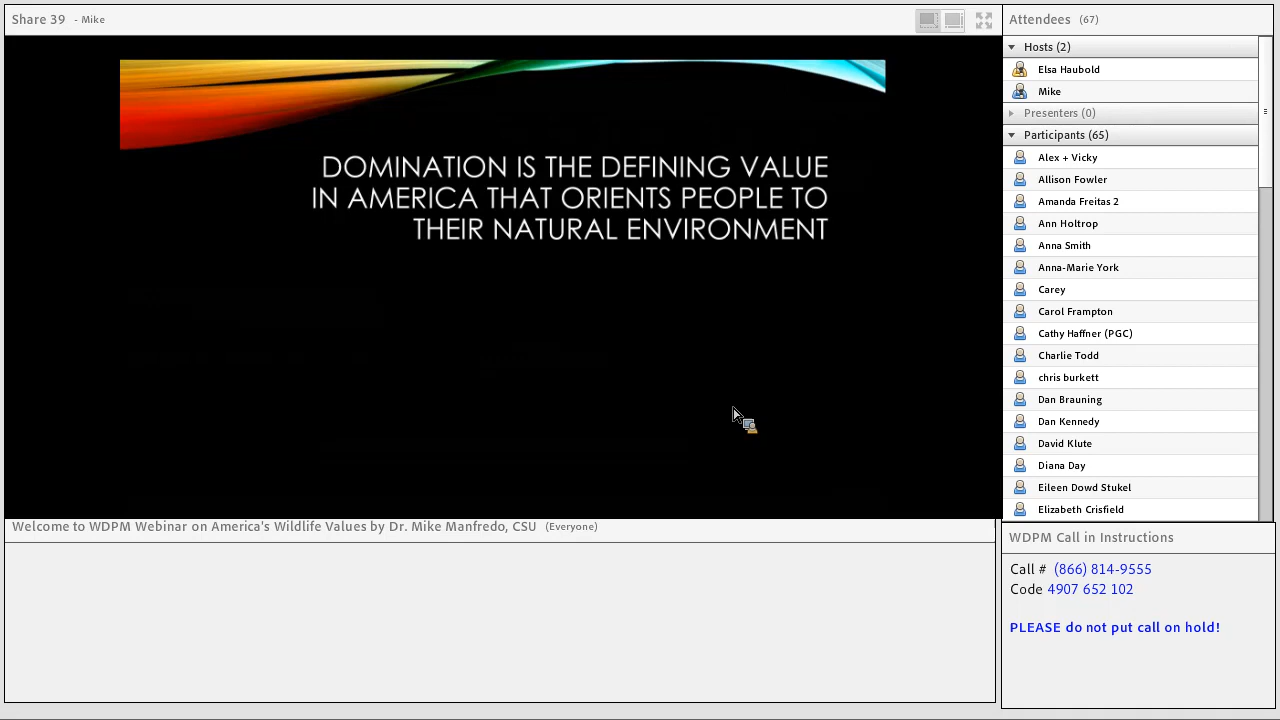 Share 39 - Mike
DOMINATION IS THE DEFINING VALUE
IN AMERICA THAT ORIENTS PEOPLE TO
THEIR NATURAL ENVIRONMENT
Welcome to WDPM Webinar on America's Wildlife Values by Dr. Mike Manfredo, CSU (Everyone)
Attendees (67)
Hosts (2)
Elsa Haubold
Mike
Presenters (0)
Participants (65)
Alex + Vicky
Allison Fowler
Amanda Freitas 2
Ann Holtrop
Anna Smith
Anna-Marie York
Carey
Carol Frampton
Cathy Haffner (PGC)
Charlie Todd
chris burkett
Dan Brauning
Dan Kennedy
David Klute
Diana Day
Eileen Dowd Stukel
Elizabeth Crisfield
WDPM Call in Instructions
Call # (866) 814-9555
Code 4907 652 102
PLEASE do not put call on hold!